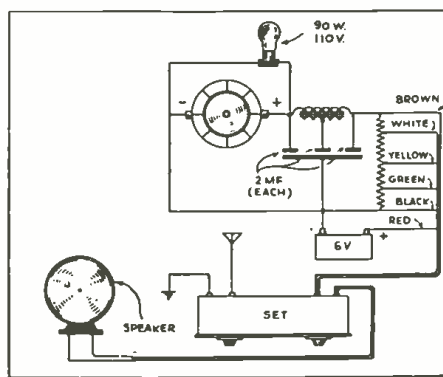 90 W.
110 V.
BROWN
- +
WHITE
YELLOW
2 MF
(EACH)
GREEN
BLACK
RED
6V
+
SPEAKER
SET